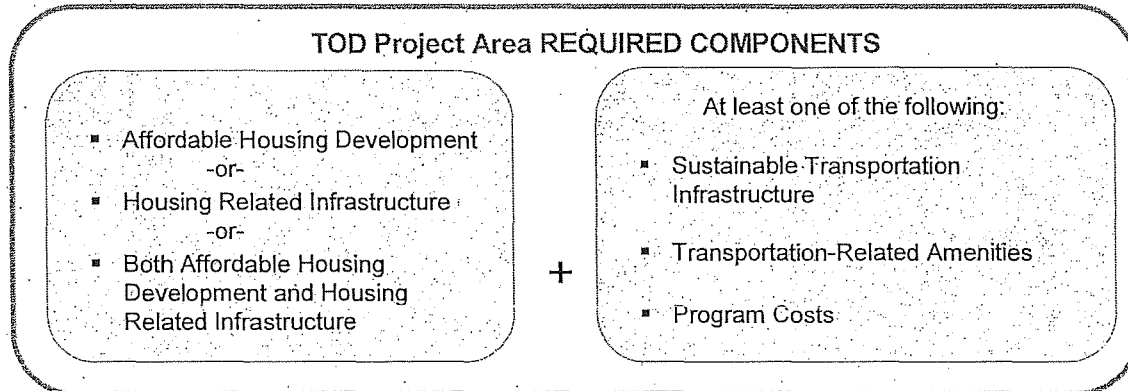 TOD Project Area REQUIRED COMPONENTS
▪ Affordable Housing Development
-or-
▪ Housing Related Infrastructure
-or-
▪ Both Affordable Housing
Development and Housing
Related Infrastructure
+
At least one of the following:
▪ Sustainable Transportation
Infrastructure
▪ Transportation-Related Amenities
▪ Program Costs